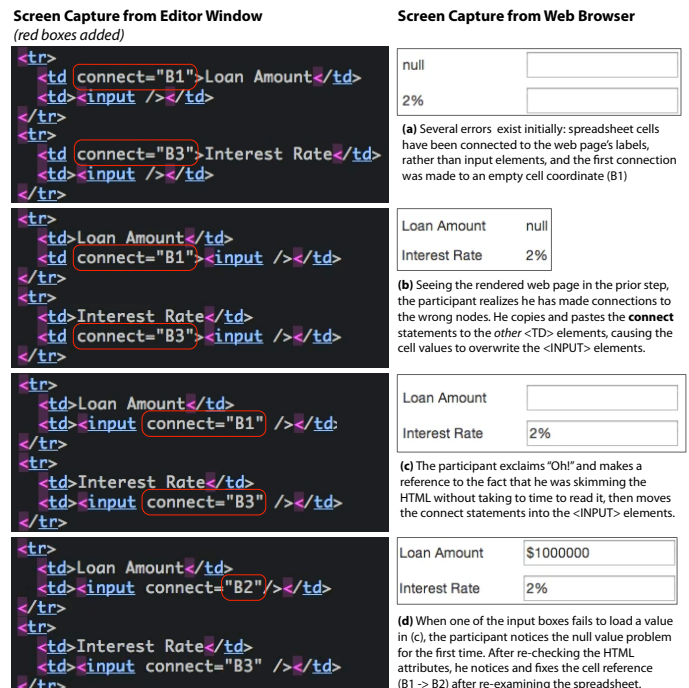 Screen Capture from Editor Window
(red boxes added)
Screen Capture from Web Browser
<tr>
<td connect="B1">Loan Amount</td>
<td><input /></td>
</tr>
<tr>
<td connect="B3">Interest Rate</td>
<td><input /></td>
</tr>
null
2%
(a) Several errors exist initially: spreadsheet cells
have been connected to the web page's labels,
rather than input elements, and the first connection
was made to an empty cell coordinate (B1)
<tr>
<td>Loan Amount</td>
<td connect="B1"><input /></td>
</tr>
<tr>
<td>Interest Rate</td>
<td connect="B3"><input /></td>
</tr>
Loan Amount null
Interest Rate 2%
(b) Seeing the rendered web page in the prior step,
the participant realizes he has made connections to
the wrong nodes. He copies and pastes the connect
statements to the other <TD> elements, causing the
cell values to overwrite the <INPUT> elements.
<tr>
<td>Loan Amount</td>
<td><input connect="B1" /></td>
</tr>
<tr>
<td>Interest Rate</td>
<td><input connect="B3" /></td>
</tr>
Loan Amount
Interest Rate 2%
(c) The participant exclaims "Oh!" and makes a
reference to the fact that he was skimming the
HTML without taking to time to read it, then moves
the connect statements into the <INPUT> elements.
<tr>
<td>Loan Amount</td>
<td><input connect="B2"/></td>
</tr>
<tr>
<td>Interest Rate</td>
<td><input connect="B3" /></td>
</tr>
Loan Amount $1000000
Interest Rate 2%
(d) When one of the input boxes fails to load a value
in (c), the participant notices the null value problem
for the first time. After re-checking the HTML
attributes, he notices and fixes the cell reference
(B1 -> B2) after re-examining the spreadsheet.